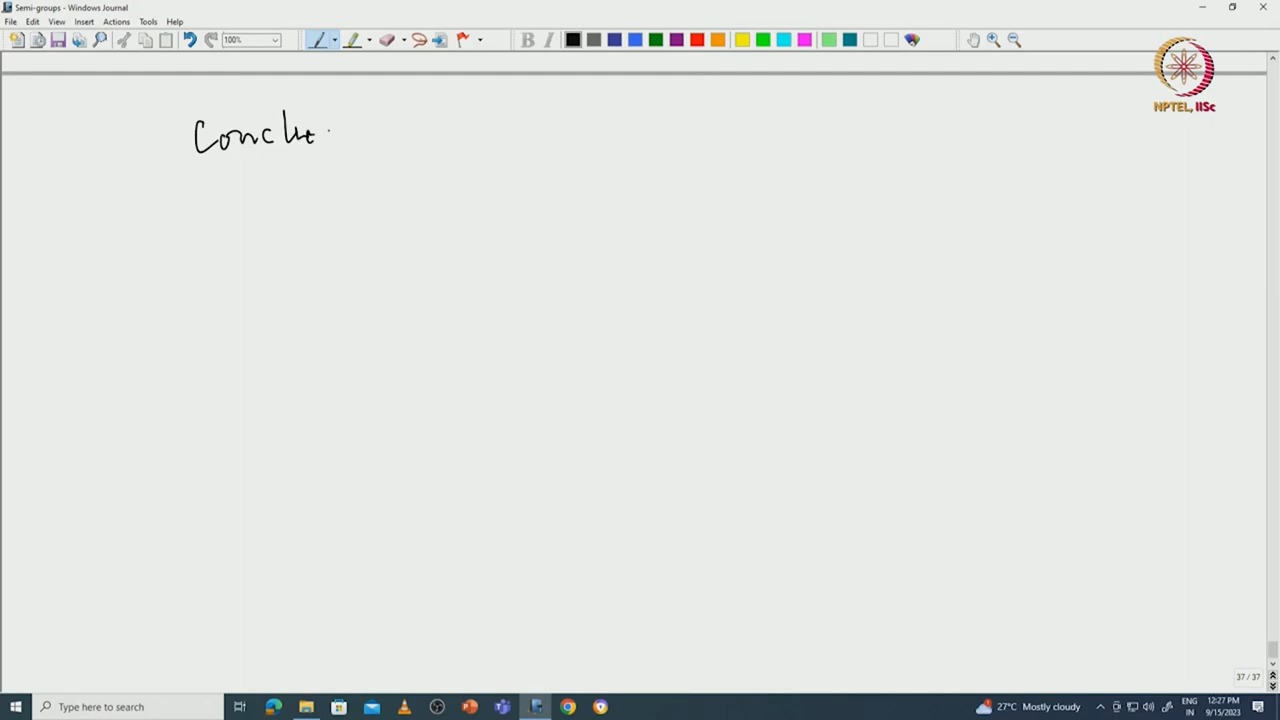 Semi-groups - Windows Journal
File Edit View Insert Actions Tools Help
100%
B I
NPTEL, IISc
37 / 37
Type here to search
27°C Mostly cloudy
ENG
IN
12:27 PM
9/15/2023